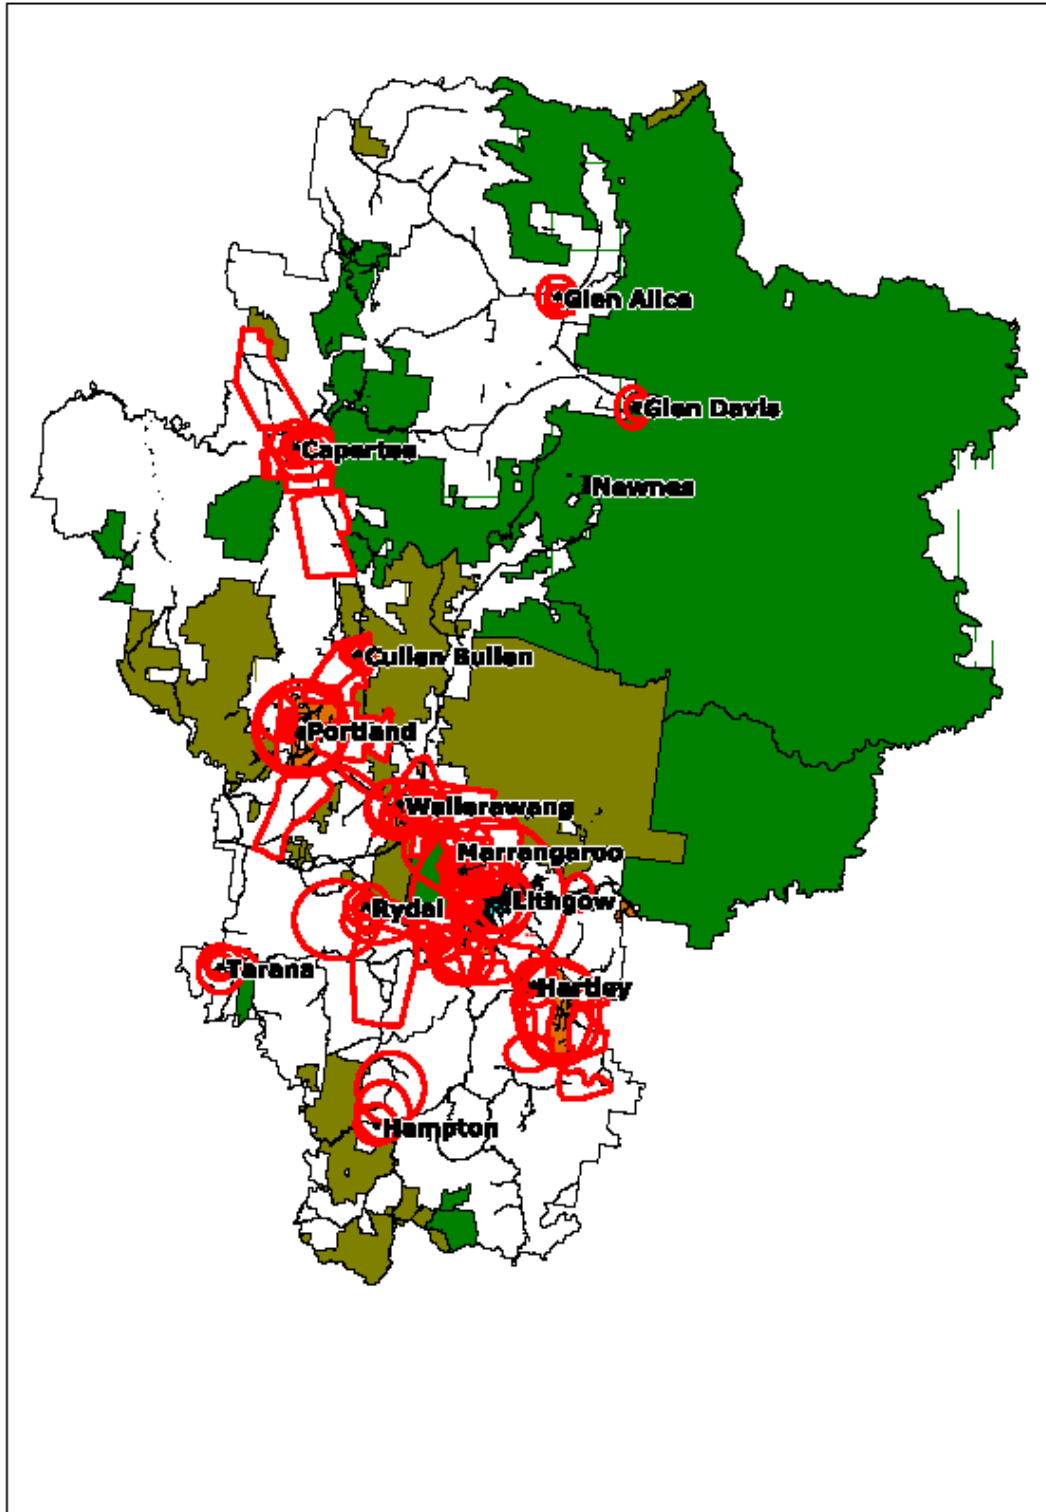 Glen Alice
Glen Davis
Capertee
Newnes
Cullen Bullen
Portland
Wallerawang
Marrangaroo
Lithgow
Rydal
Tarana
Hartley
Hampton